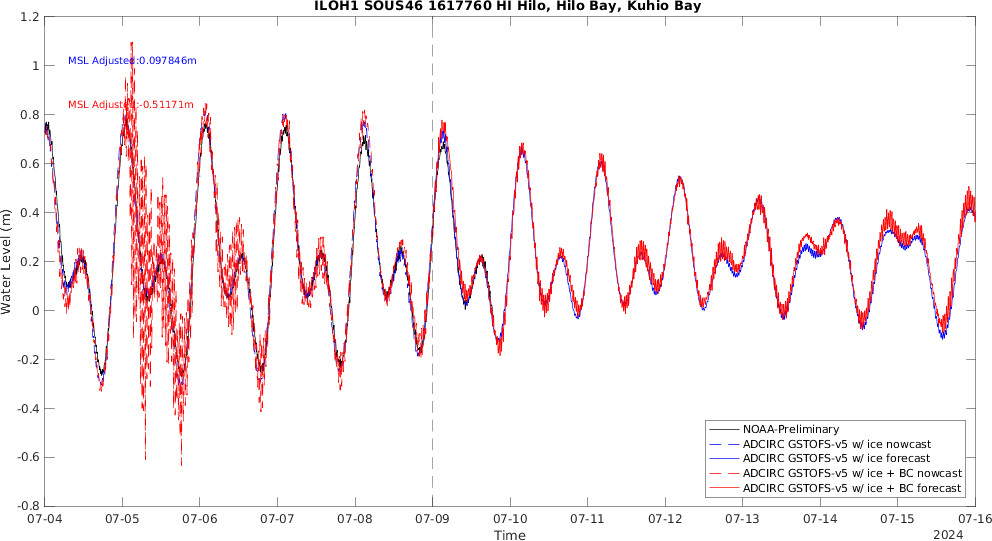 ILOH1 SOUS46 1617760 HI Hilo, Hilo Bay, Kuhio Bay
1.2
1
0.8
0.6
0.4
0.2
0
-0.2
-0.4
-0.6
-0.8
Water Level (m)
MSL Adjusted:0.097846m
MSL Adjusted:-0.51171m
NOAA-Preliminary
ADCIRC GSTOFS-v5 w/ ice nowcast
ADCIRC GSTOFS-v5 w/ ice forecast
ADCIRC GSTOFS-v5 w/ ice + BC nowcast
ADCIRC GSTOFS-v5 w/ ice + BC forecast
07-04 07-05 07-06 07-07 07-08 07-09 07-10 07-11 07-12 07-13 07-14 07-15 07-16
Time
2024